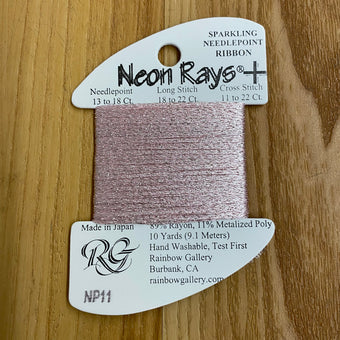 SPARKLING
NEEDLEPOINT
RIBBON
Neon Rays®+
Needlepoint Long Stitch Cross Stitch
13 to 18 Ct. 18 to 22 Ct. 11 to 22 Ct.
Made in Japan 89% Rayon, 11% Metalized Poly
10 Yards (9.1 Meters)
RG Hand Washable, Test First
Rainbow Gallery
Burbank, CA
NP11 rainbowgallery.com